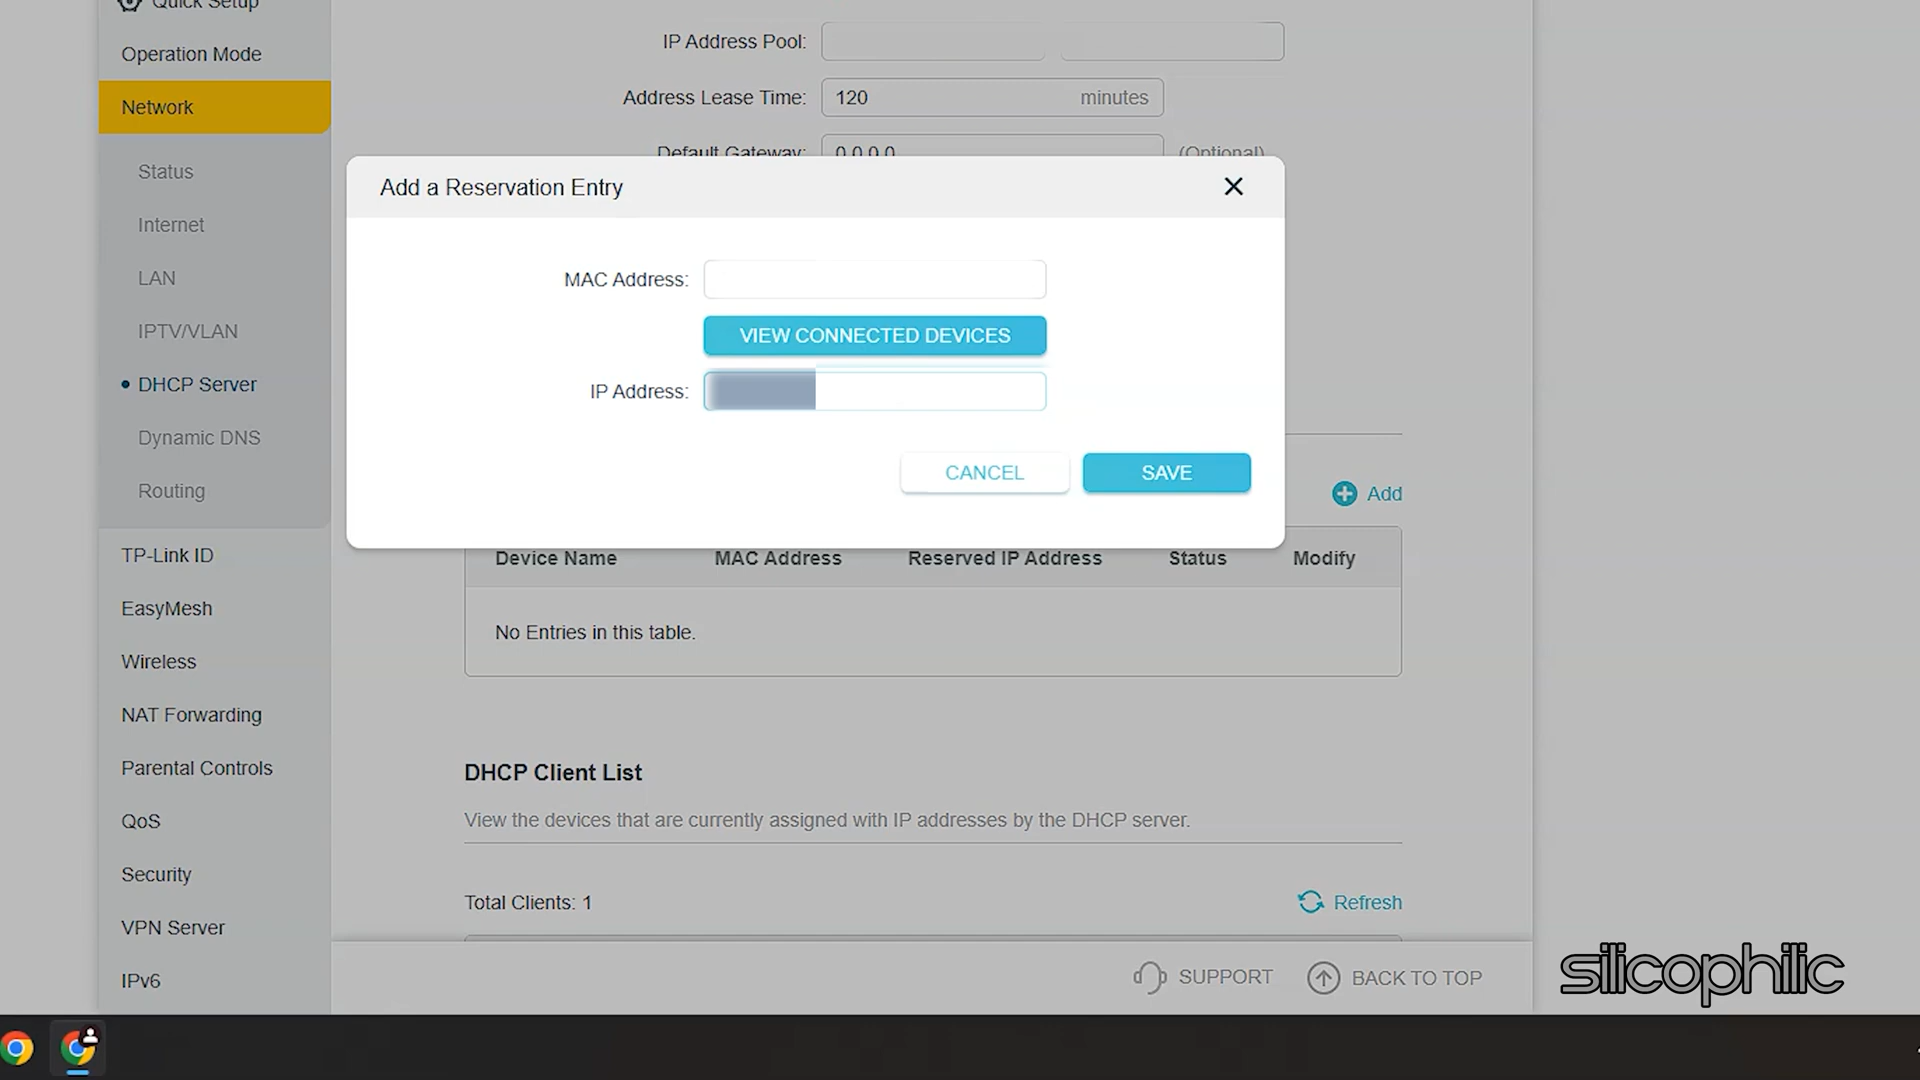 Quick Setup
Operation Mode
Network
Status
Internet
LAN
IPTV/VLAN
DHCP Server
Dynamic DNS
Routing
TP-Link ID
EasyMesh
Wireless
NAT Forwarding
Parental Controls
QoS
Security
VPN Server
IPv6
IP Address Pool:
Address Lease Time: 120 minutes
Default Gateway: 0.0.0.0 (Optional)
Add a Reservation Entry
MAC Address:
VIEW CONNECTED DEVICES
IP Address:
CANCEL SAVE
Add
Device Name MAC Address Reserved IP Address Status Modify
No Entries in this table.
DHCP Client List
View the devices that are currently assigned with IP addresses by the DHCP server.
Total Clients: 1 Refresh
SUPPORT BACK TO TOP
silicophilic